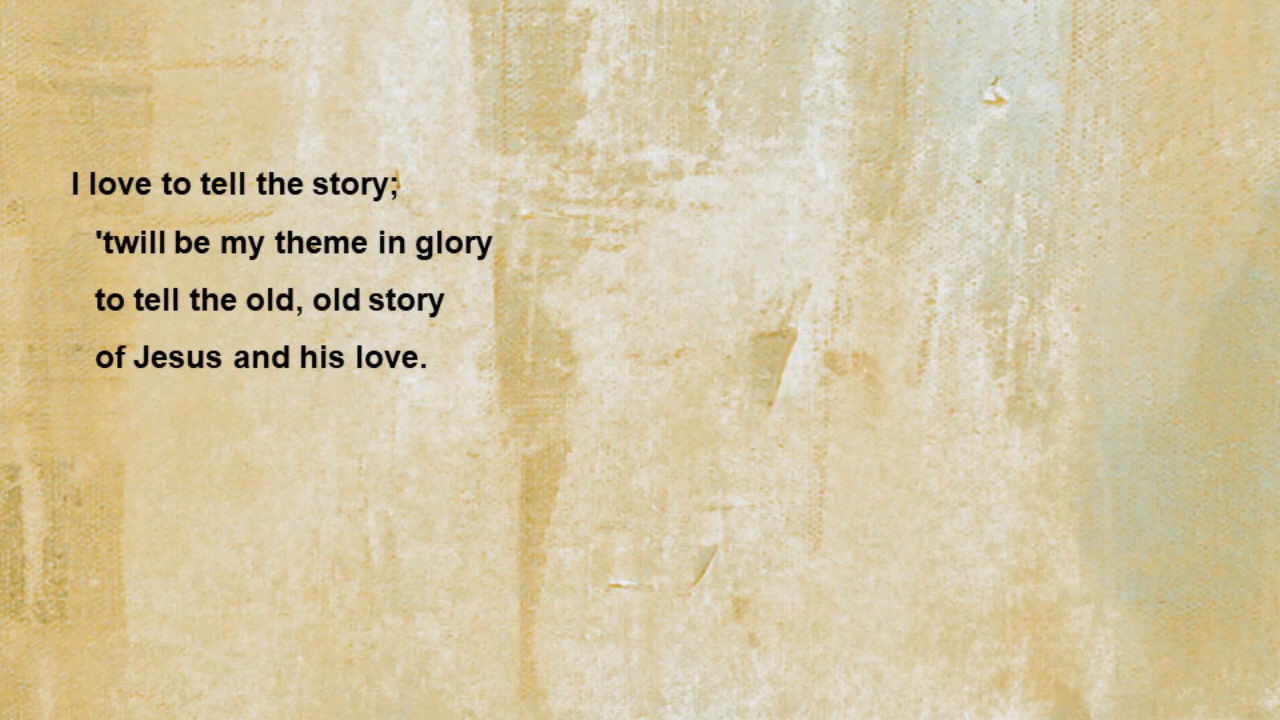 I love to tell the story;
'twill be my theme in glory
to tell the old, old story
of Jesus and his love.